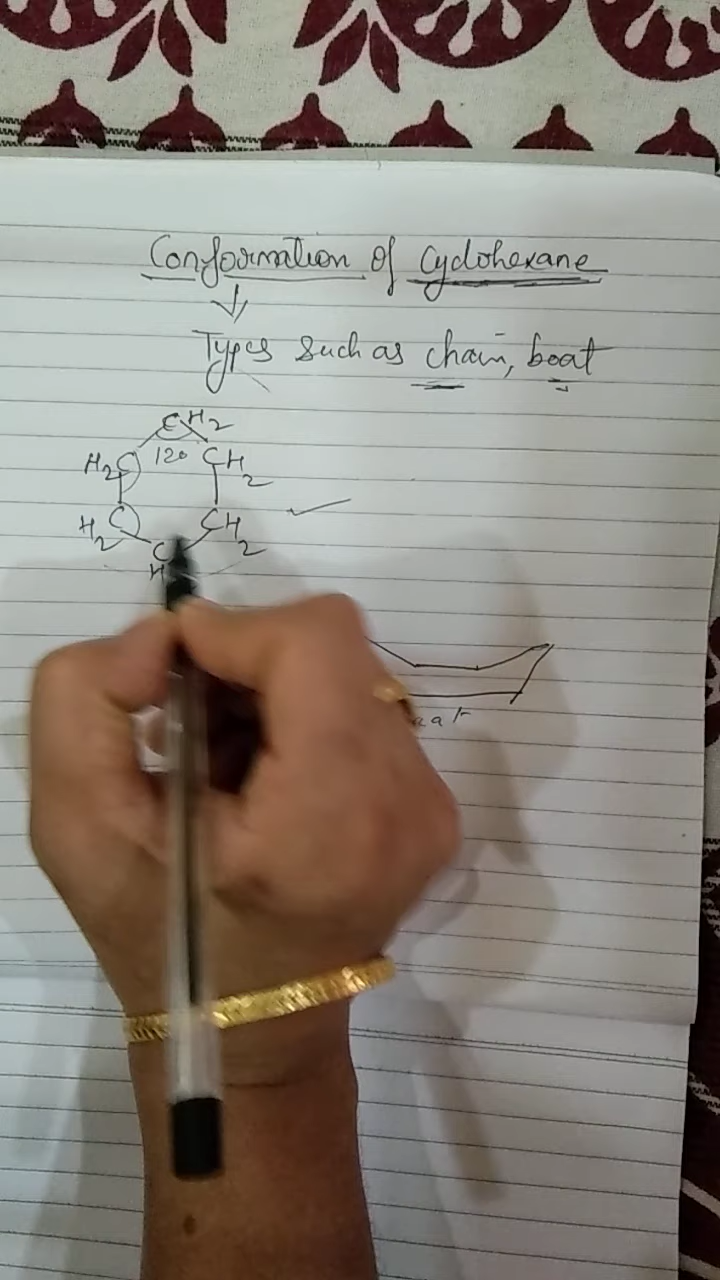 Conformation of Cyclohexane
Types such as chain, boat
CH2
H2C 120 CH2
H2C CH2
C
H